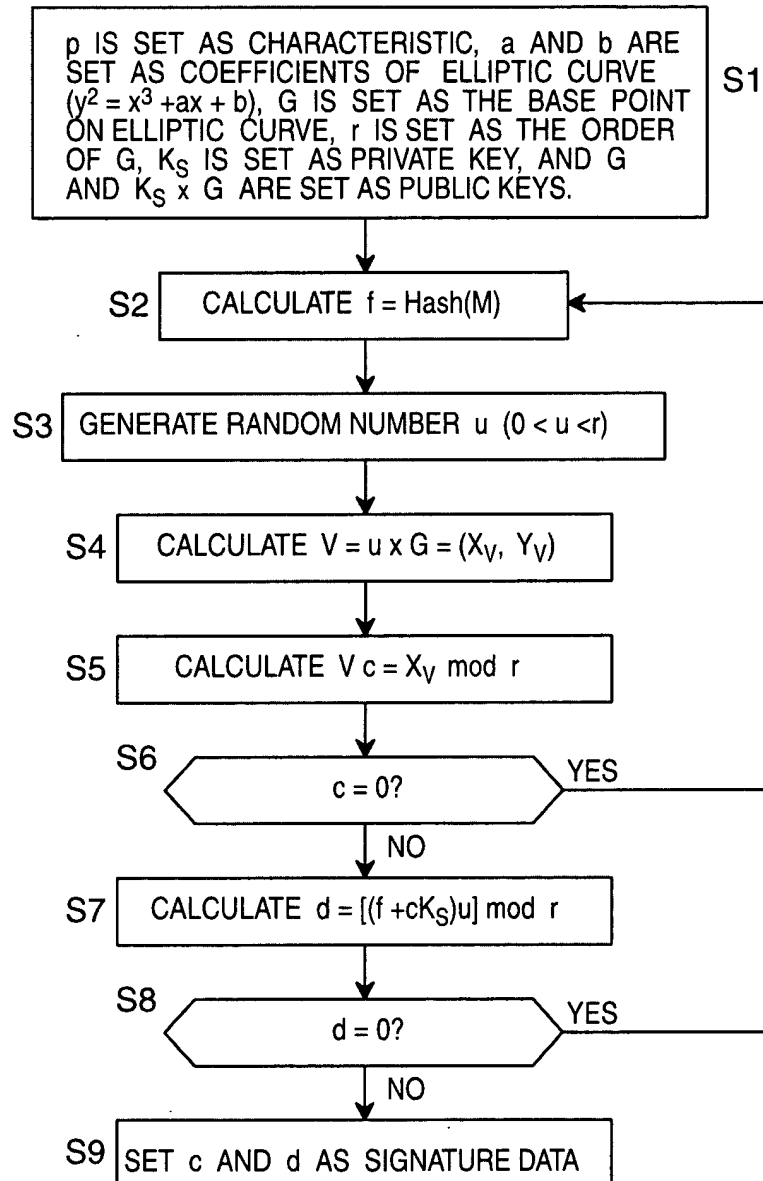 p IS SET AS CHARACTERISTIC, a AND b ARE
SET AS COEFFICIENTS OF ELLIPTIC CURVE
(y² = x³ +ax + b), G IS SET AS THE BASE POINT
ON ELLIPTIC CURVE, r IS SET AS THE ORDER
OF G, K_S IS SET AS PRIVATE KEY, AND G
AND K_S x G ARE SET AS PUBLIC KEYS.
S1
S2
CALCULATE f = Hash(M)
S3
GENERATE RANDOM NUMBER u (0 < u <r)
S4
CALCULATE V = u x G = (X_V, Y_V)
S5
CALCULATE V c = X_V mod r
S6
c = 0?
YES
NO
S7
CALCULATE d = [(f +cK_S)u] mod r
S8
d = 0?
YES
NO
S9
SET c AND d AS SIGNATURE DATA